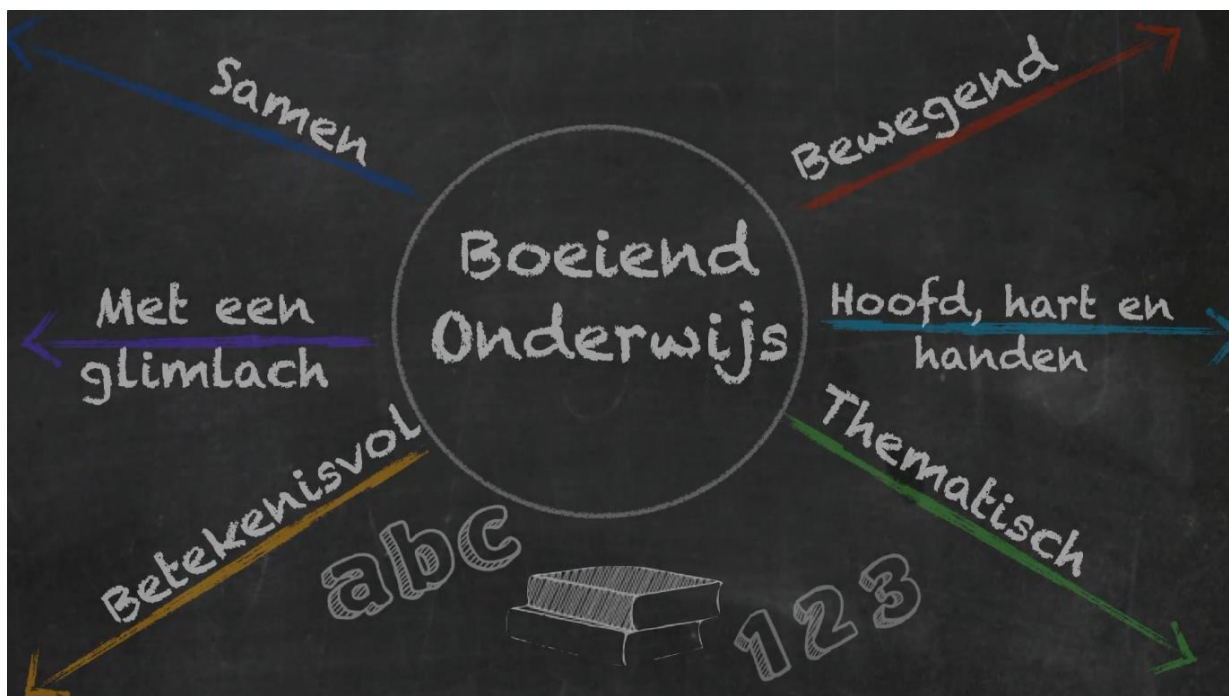 Samen
Bewegend
Boeiend
Onderwijs
Met een
glimlach
Hoofd, hart en
handen
Betekenisvol
Thematisch
abc
123